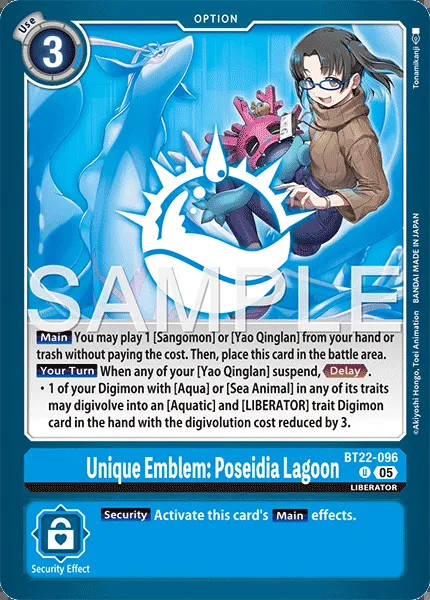 OPTION
Use
3
Tonamikanji
SAMPLE
©Akiyoshi Hongo, Toei Animation BANDAI MADE IN JAPAN
Main You may play 1 [Sangomon] or [Yao Qinglan] from your hand or
trash without paying the cost. Then, place this card in the battle area.
Your Turn When any of your [Yao Qinglan] suspend, Delay.
・1 of your Digimon with [Aqua] or [Sea Animal] in any of its traits
may digivolve into an [Aquatic] and [LIBERATOR] trait Digimon
card in the hand with the digivolution cost reduced by 3.
Unique Emblem: Poseidia Lagoon
BT22-096
U 05
LIBERATOR
Security Activate this card's Main effects.
Security Effect